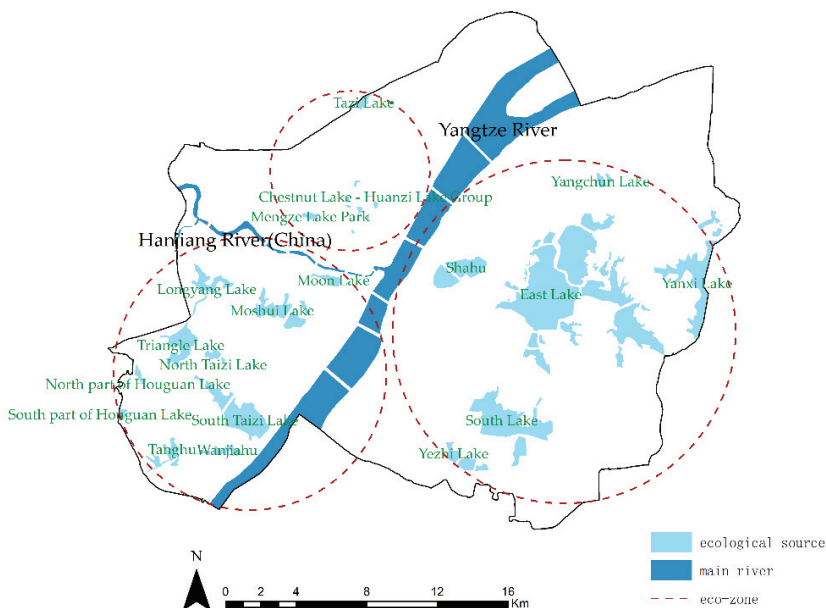 Tazi Lake
Yangtze River
Yangchun Lake
Chestnut Lake - Huanzi Lake Group
Mengze Lake Park
Hanjiang River(China)
Shahu
Moon Lake
Yanxi Lake
Longyang Lake
East Lake
Moshui Lake
Triangle Lake
North Taizi Lake
North part of Houguan Lake
South part of Houguan Lake
South Taizi Lake
South Lake
Tanghu
Wanjiahu
Yezhi Lake
ecological source
main river
eco-zone
N
0 2 4 8 12 16
Km